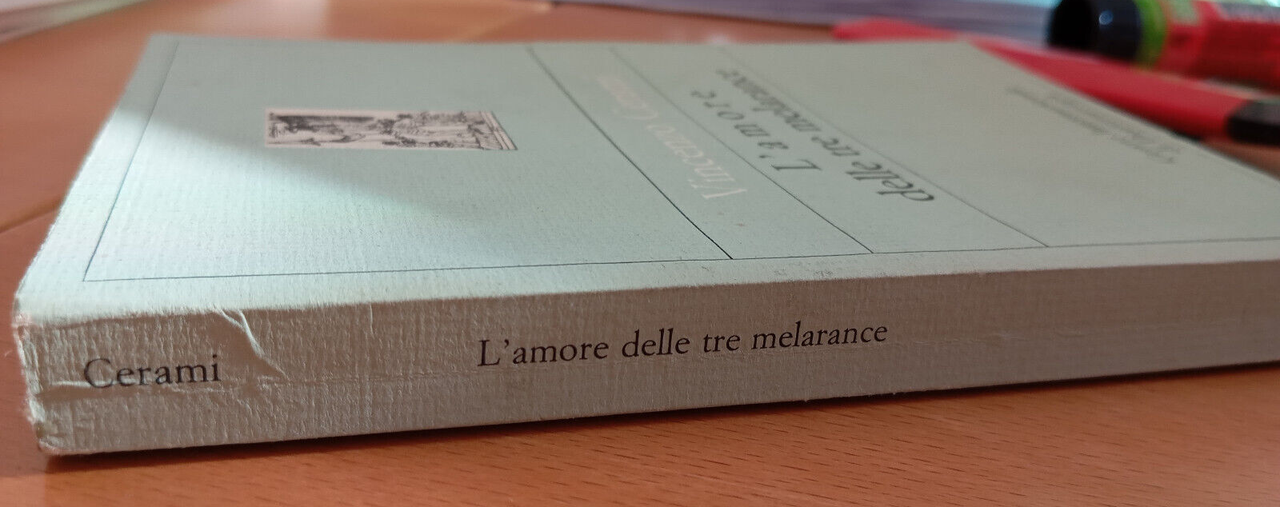 Cerami
L'amore delle tre melarance
Vincenzo Cerami
L'amore
delle tre melarance